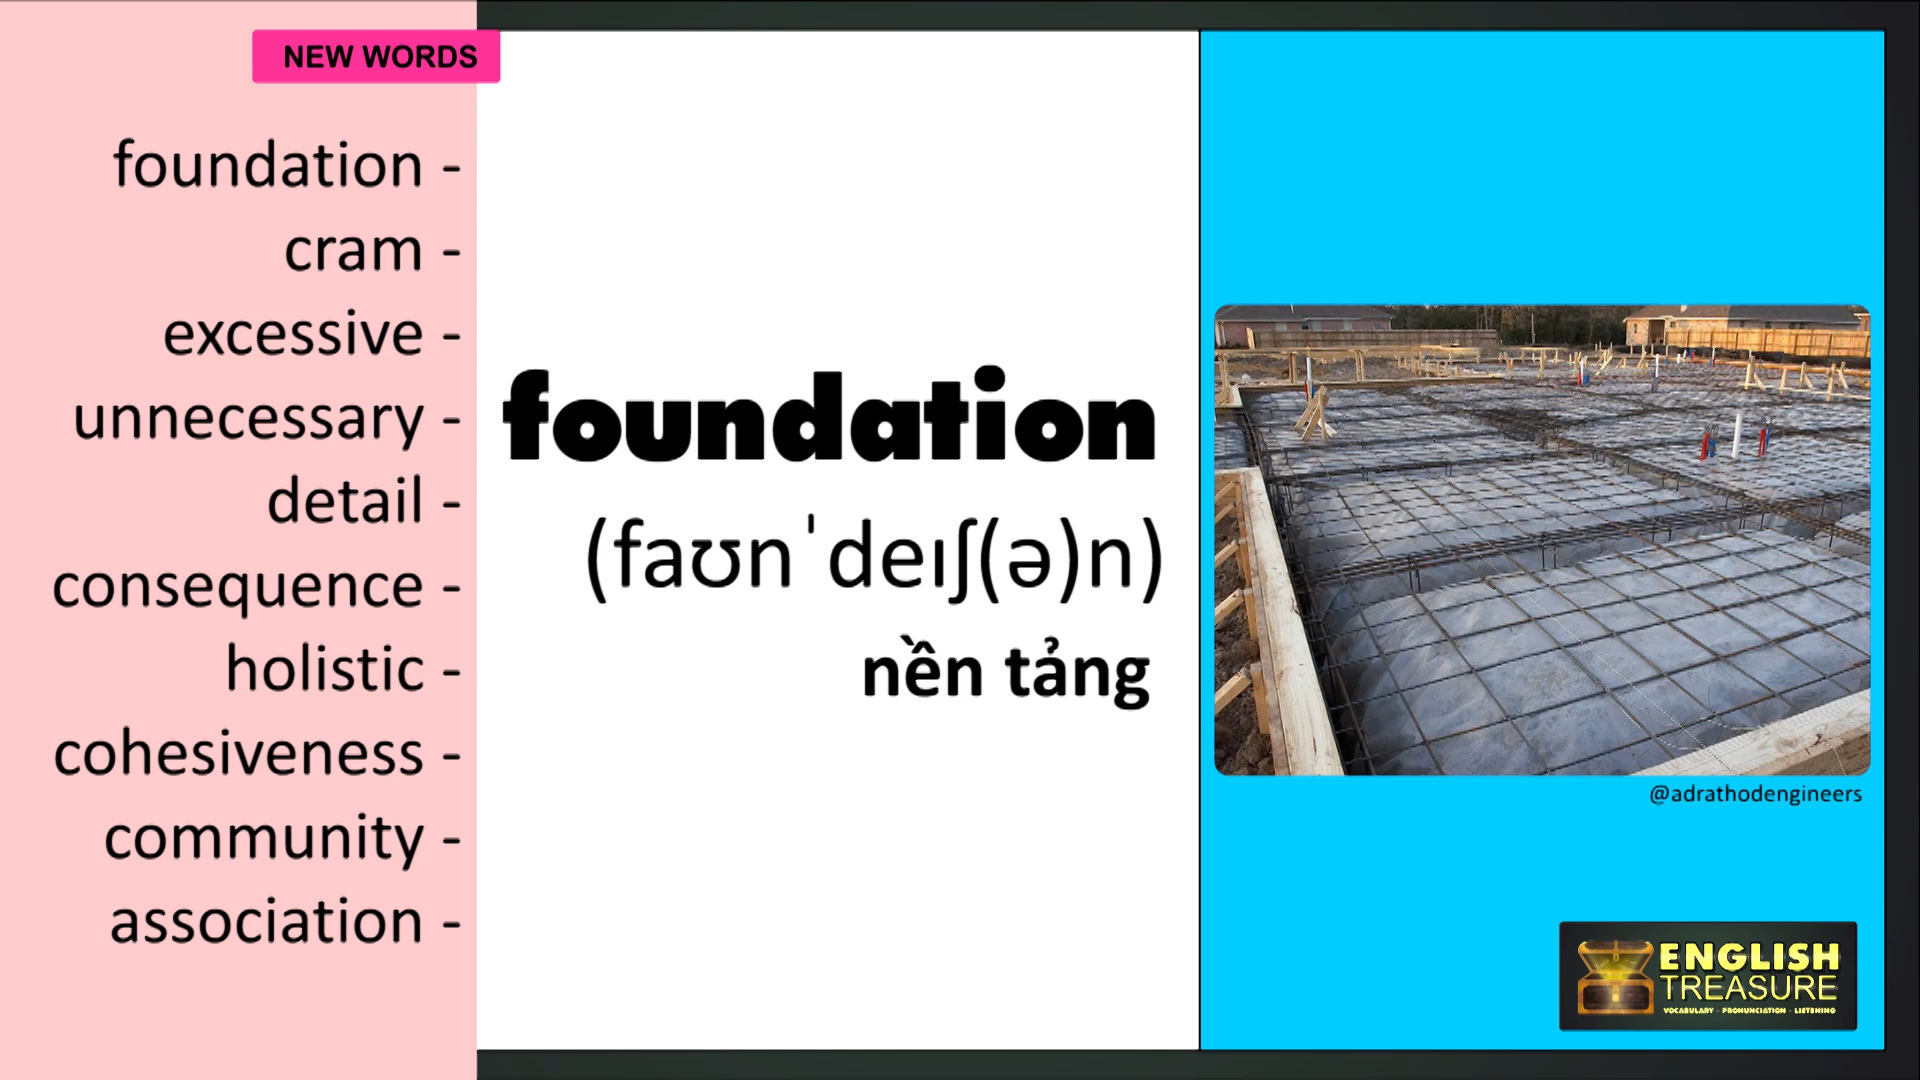 NEW WORDS
foundation -
cram -
excessive -
unnecessary -
detail -
consequence -
holistic -
cohesiveness -
community -
association -
foundation
(faʊnˈdeɪʃ(ə)n)
nền tảng
@adrathodengineers
ENGLISH
TREASURE
VOCABULARY - PRONUNCIATION - LISTENING